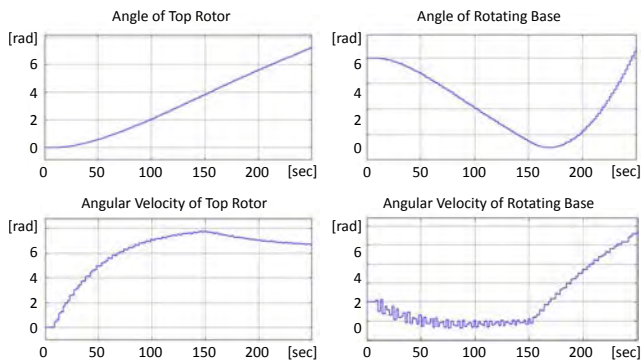 Angle of Top Rotor
[rad]
6
4
2
0
0 50 100 150 200 [sec]
Angle of Rotating Base
[rad]
6
4
2
0
0 50 100 150 200 [sec]
Angular Velocity of Top Rotor
[rad]
6
4
2
0
0 50 100 150 200 [sec]
Angular Velocity of Rotating Base
[rad]
6
4
2
0
0 50 100 150 200 [sec]